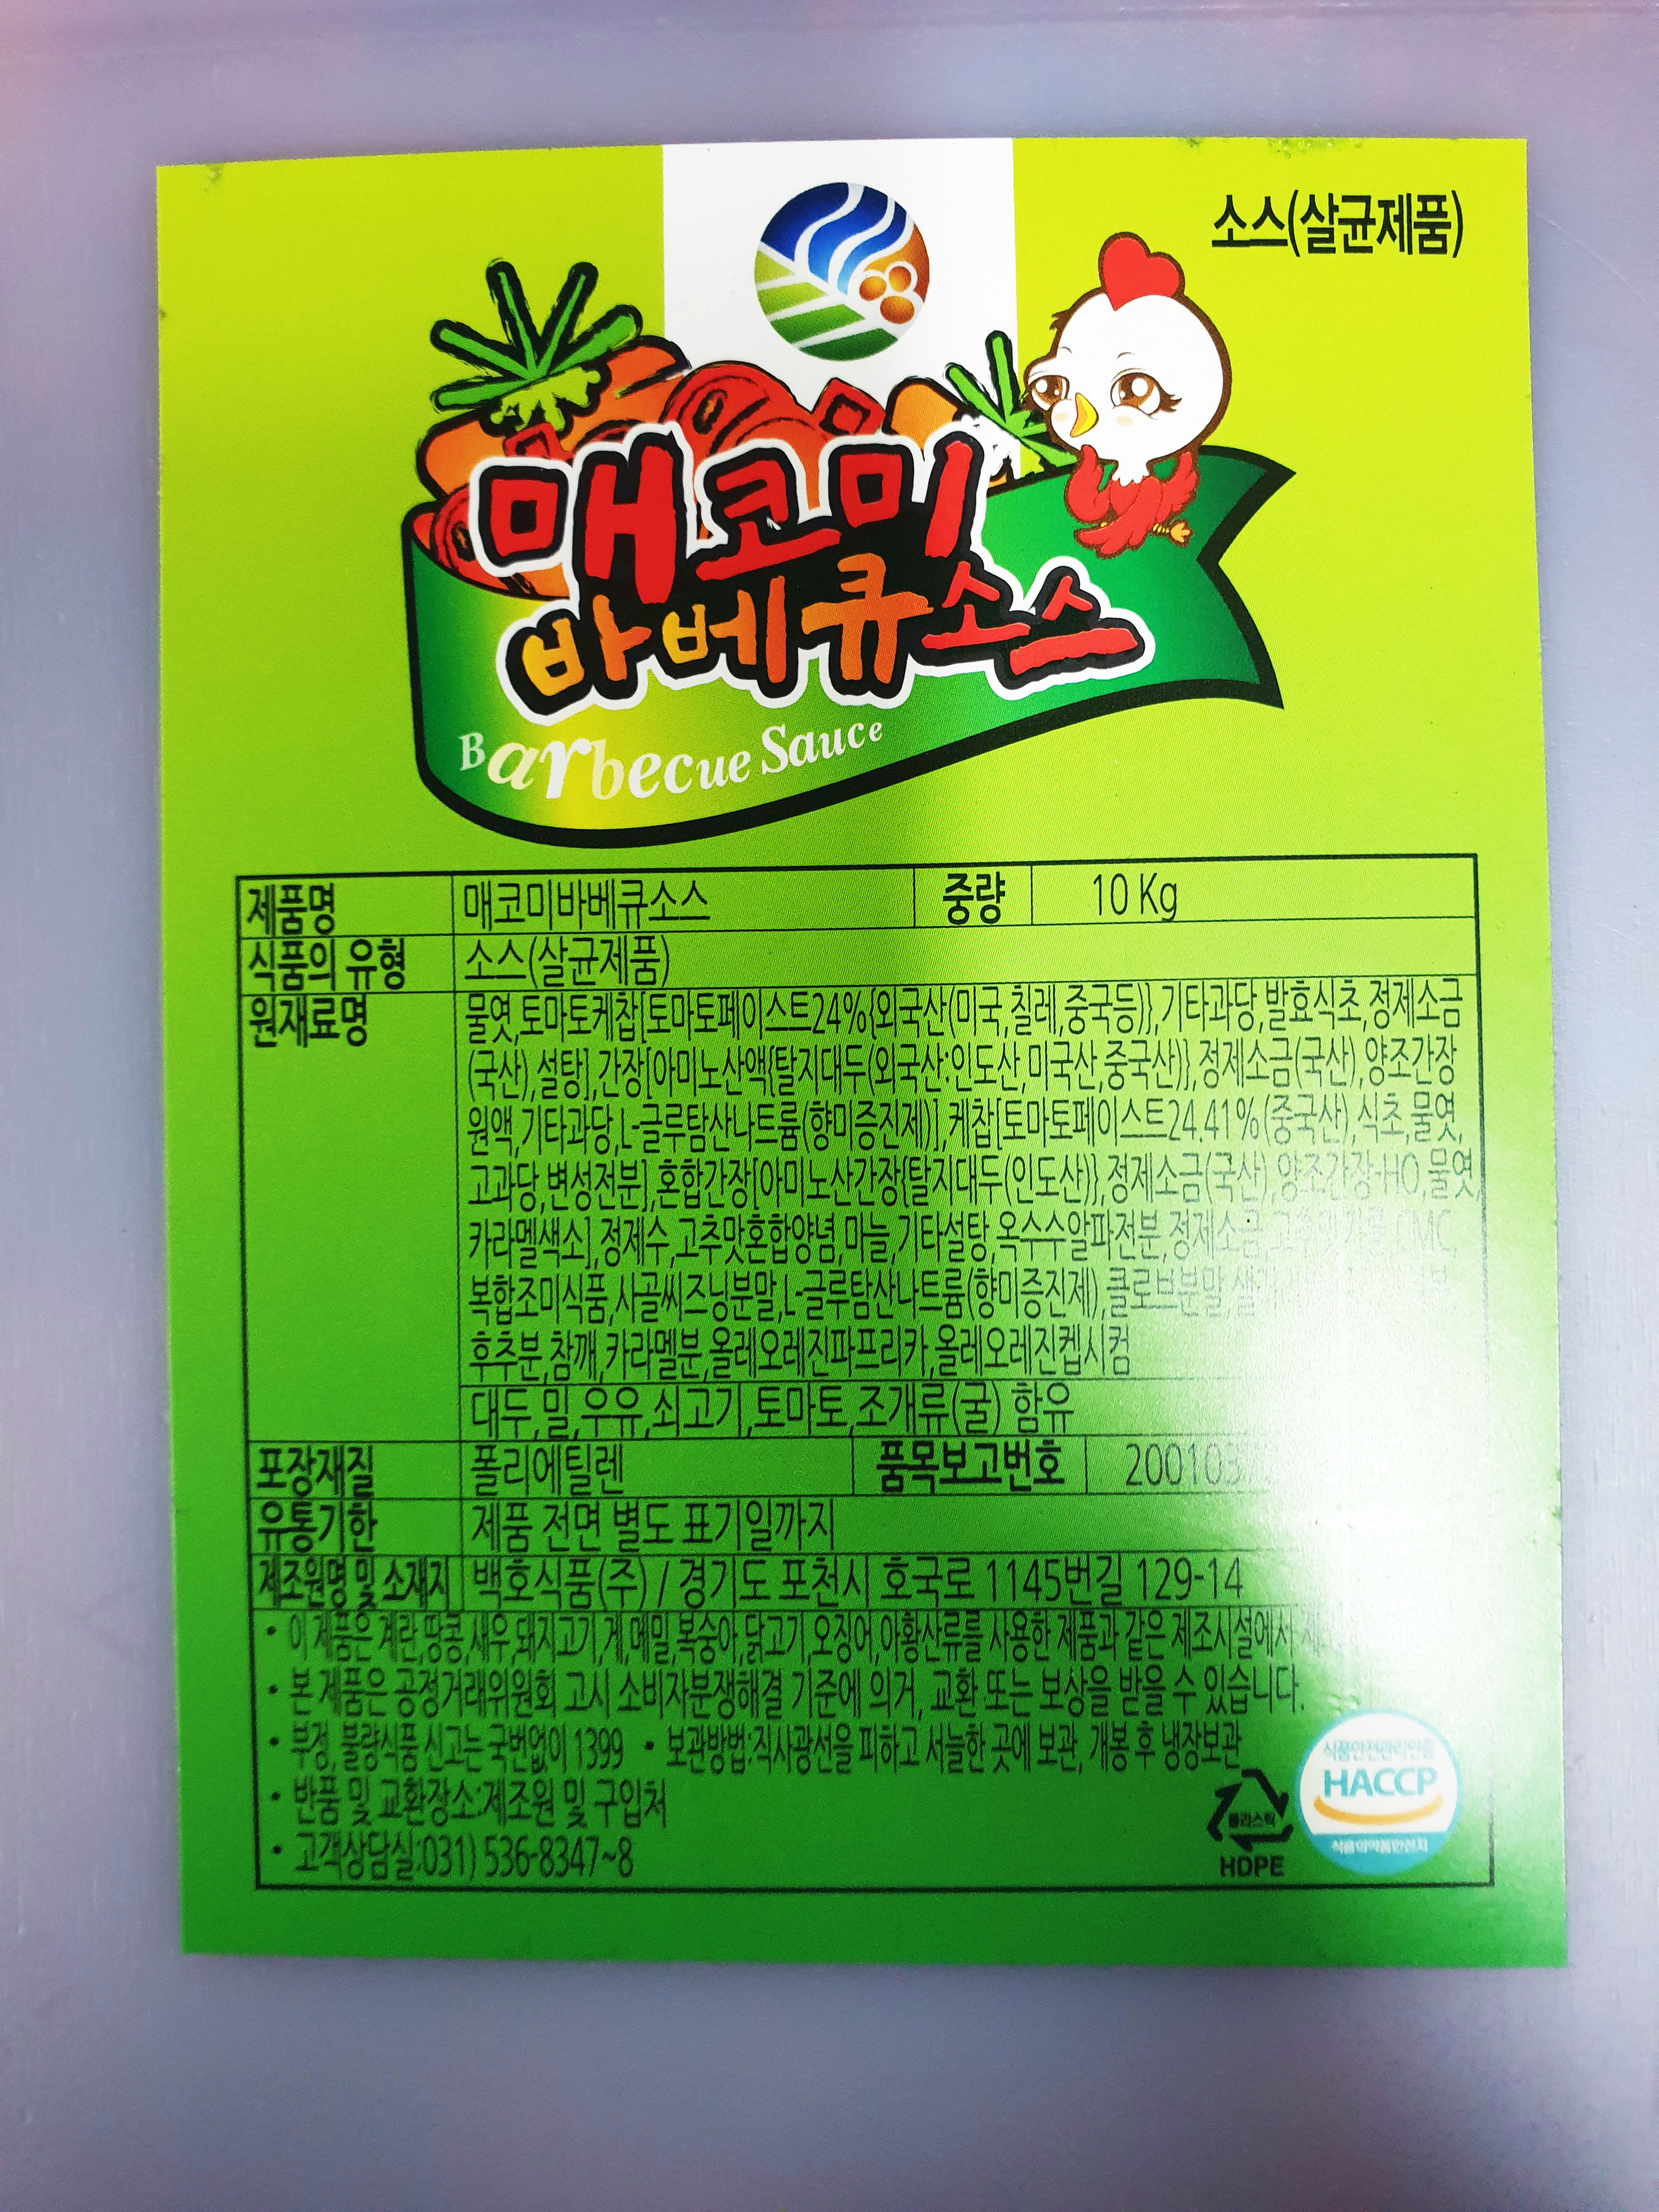 소스(살균제품)
매코미
바베큐소스
Barbecue Sauce
제품명 매코미바베큐소스 중량 10 Kg
식품의 유형 소스(살균제품)
원재료명 물엿,토마토케찹[토마토페이스트24%{외국산(미국,칠레,중국등)},기타과당,발효식초,정제소금
(국산),설탕],간장[아미노산액{탈지대두(외국산:인도산,미국산,중국산)},정제소금(국산),양조간장
원액,기타과당,L-글루탐산나트륨(향미증진제)],케찹[토마토페이스트24.41%(중국산),식초,물엿,
고과당,변성전분],혼합간장[아미노산간장{탈지대두(인도산)},정제소금(국산),양조간장-HO,물엿,
카라멜색소],정제수,고추맛혼합양념,마늘,기타설탕,옥수수알파전분,정제소금, CMC,
복합조미식품,사골씨즈닝분말,L-글루탐산나트륨(향미증진제),클로브분말,
후추분,참깨,카라멜분,올레오레진파프리카,올레오레진캡시컴
대두,밀,우유,쇠고기,토마토,조개류(굴) 함유
포장재질 폴리에틸렌 품목보고번호
유통기한 제품 전면 별도 표기일까지
제조원명 및 소재지 백호식품(주) / 경기도 포천시 호국로 1145번길 129-14
• 이 제품은 계란,땅콩,새우,돼지고기,게,메밀,복숭아,닭고기,오징어,아황산류를 사용한 제품과 같은 제조시설에서
• 본 제품은 공정거래위원회 고시 소비자분쟁해결 기준에 의거, 교환 또는 보상을 받을 수 있습니다.
• 부정, 불량식품 신고는 국번없이 1399 • 보관방법:직사광선을 피하고 서늘한 곳에 보관, 개봉 후 냉장보관
• 반품 및 교환장소:제조원 및 구입처
• 고객상담실:031) 536-8347~8
플라스틱
HDPE
식품안전관리인증
HACCP
식품의약품안전처